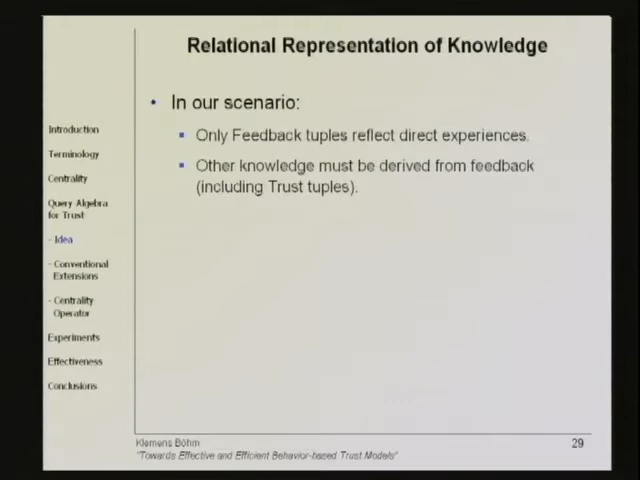 Relational Representation of Knowledge
• In our scenario:
▪ Only Feedback tuples reflect direct experiences.
▪ Other knowledge must be derived from feedback
(including Trust tuples).
Introduction
Terminology
Centrality
Query Algebra
for Trust
- Idea
- Conventional
Extensions
- Centrality
Operator
Experiments
Effectiveness
Conclusions
Klemens Böhm
"Towards Effective and Efficient Behavior-based Trust Models"
29